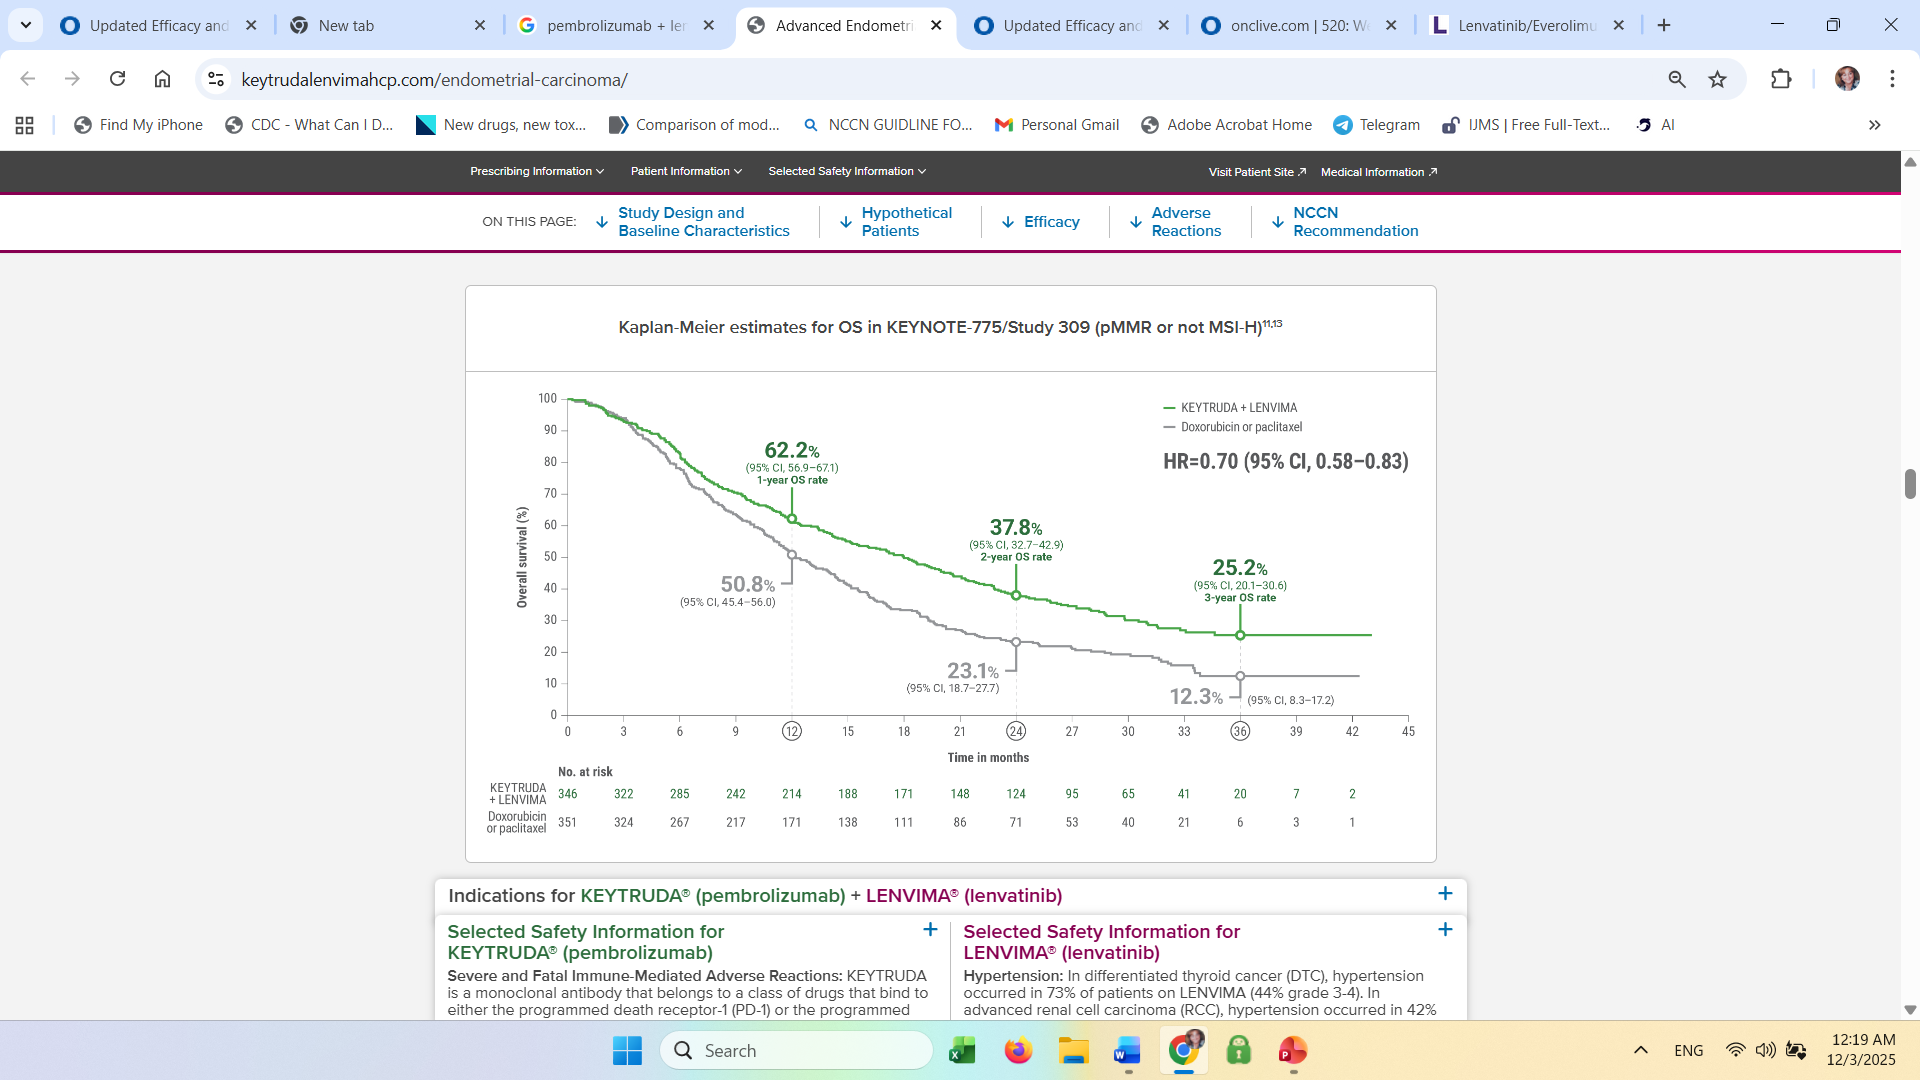 Updated Efficacy and
New tab
pembrolizumab + ler
Advanced Endometri
Updated Efficacy and
onclive.com | 520: We
Lenvatinib/Everolimu
keytrudalenvimahcp.com/endometrial-carcinoma/
Find My iPhone
CDC - What Can I D...
New drugs, new tox...
Comparison of mod...
NCCN GUIDLINE FO...
Personal Gmail
Adobe Acrobat Home
Telegram
IJMS | Free Full-Text...
AI
Prescribing Information
Patient Information
Selected Safety Information
Visit Patient Site
Medical Information
ON THIS PAGE:
Study Design and
Baseline Characteristics
Hypothetical
Patients
Efficacy
Adverse
Reactions
NCCN
Recommendation
Kaplan-Meier estimates for OS in KEYNOTE-775/Study 309 (pMMR or not MSI-H)11,13
KEYTRUDA + LENVIMA
Doxorubicin or paclitaxel
HR=0.70 (95% CI, 0.58–0.83)
Overall survival (%)
100
90
80
70
60
50
40
30
20
10
0
62.2%
(95% CI, 56.9–67.1)
1-year OS rate
37.8%
(95% CI, 32.7–42.9)
2-year OS rate
25.2%
(95% CI, 20.1–30.6)
3-year OS rate
50.8%
(95% CI, 45.4–56.0)
23.1%
(95% CI, 18.7–27.7)
12.3%
(95% CI, 8.3–17.2)
0 3 6 9 12 15 18 21 24 27 30 33 36 39 42 45
Time in months
No. at risk
KEYTRUDA
+ LENVIMA
346 322 285 242 214 188 171 148 124 95 65 41 20 7 2
Doxorubicin
or paclitaxel
351 324 267 217 171 138 111 86 71 53 40 21 6 3 1
Indications for KEYTRUDA® (pembrolizumab) + LENVIMA® (lenvatinib)
Selected Safety Information for
KEYTRUDA® (pembrolizumab)
Severe and Fatal Immune-Mediated Adverse Reactions: KEYTRUDA
is a monoclonal antibody that belongs to a class of drugs that bind to
either the programmed death receptor-1 (PD-1) or the programmed
Selected Safety Information for
LENVIMA® (lenvatinib)
Hypertension: In differentiated thyroid cancer (DTC), hypertension
occurred in 73% of patients on LENVIMA (44% grade 3-4). In
advanced renal cell carcinoma (RCC), hypertension occurred in 42%
Search
ENG
12:19 AM
12/3/2025